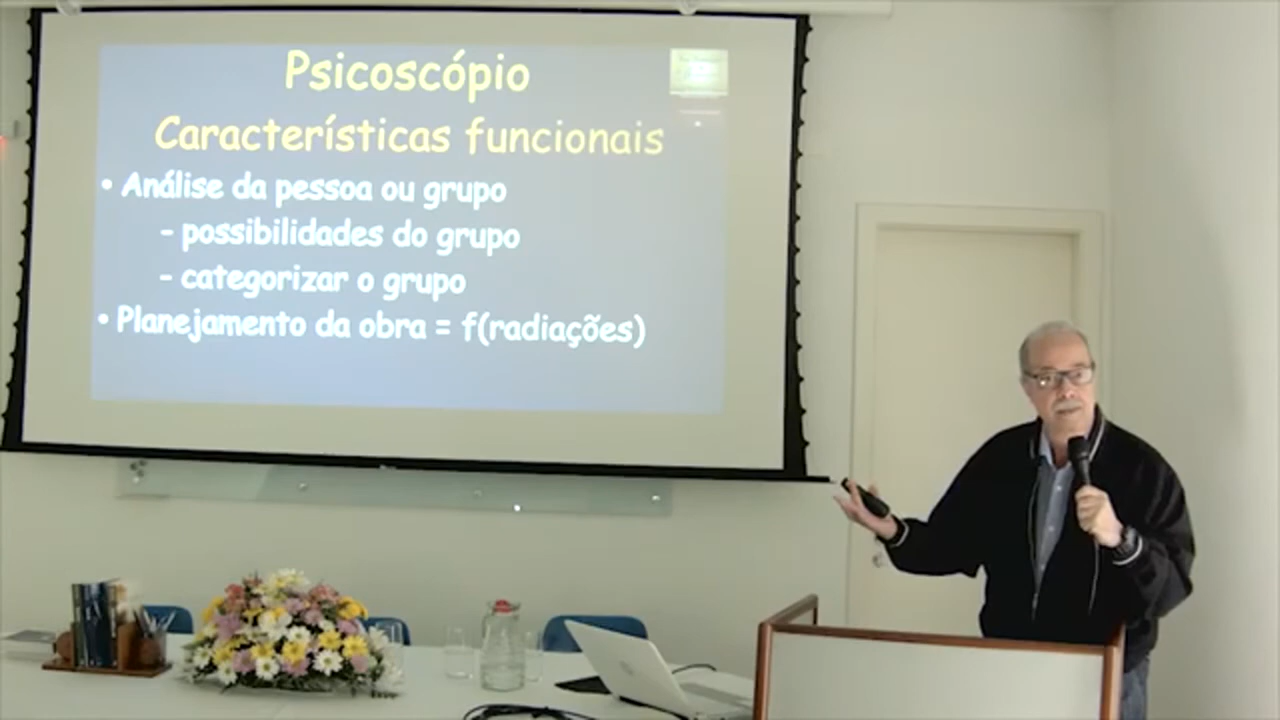 Psicoscópio
Características funcionais
• Análise da pessoa ou grupo
- possibilidades do grupo
- categorizar o grupo
• Planejamento da obra = f(radiações)